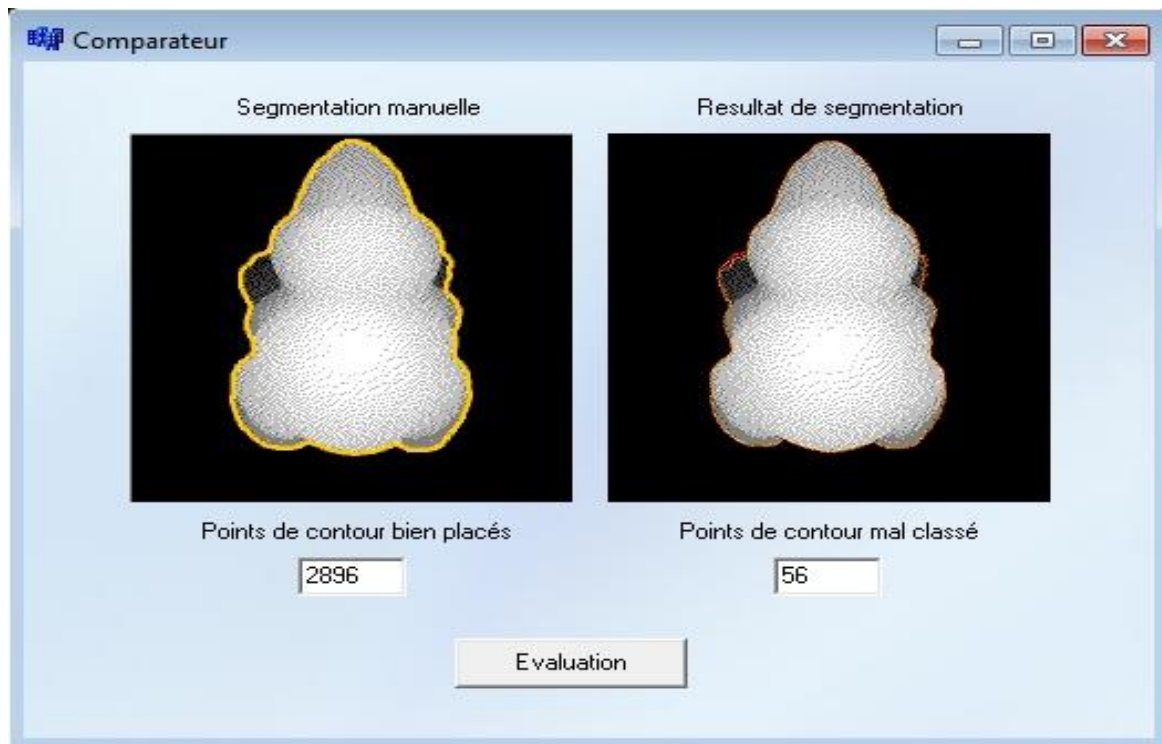 Comparateur
Segmentation manuelle
Resultat de segmentation
Points de contour bien placés
Points de contour mal classé
2896
56
Evaluation